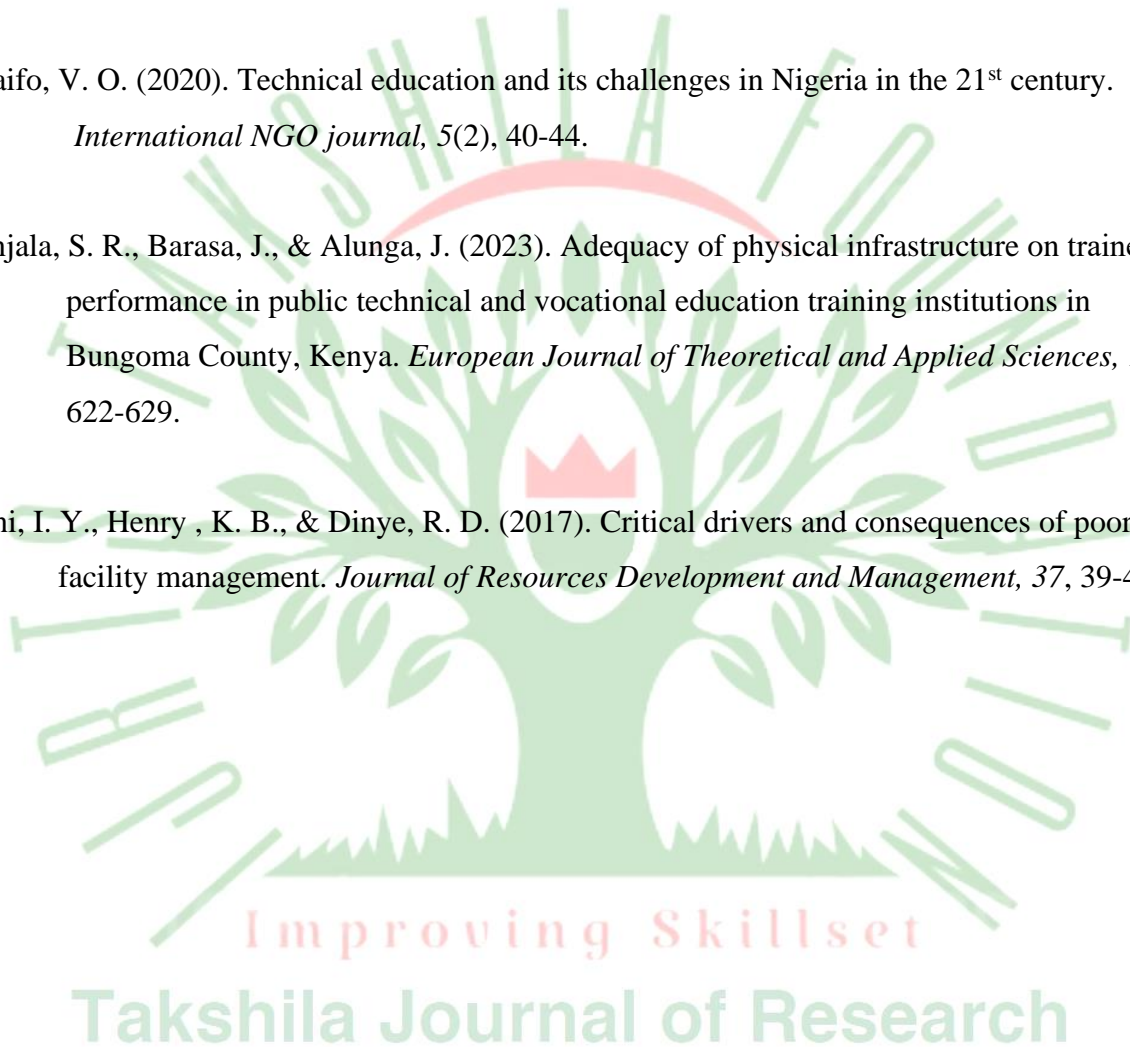 aifo, V. O. (2020). Technical education and its challenges in Nigeria in the 21st century.
International NGO journal, 5(2), 40-44.
njala, S. R., Barasa, J., & Alunga, J. (2023). Adequacy of physical infrastructure on traine
performance in public technical and vocational education training institutions in
Bungoma County, Kenya. European Journal of Theoretical and Applied Sciences,
622-629.
ni, I. Y., Henry , K. B., & Dinye, R. D. (2017). Critical drivers and consequences of poor
facility management. Journal of Resources Development and Management, 37, 39-4
Improving Skillset
Takshila Journal of Research